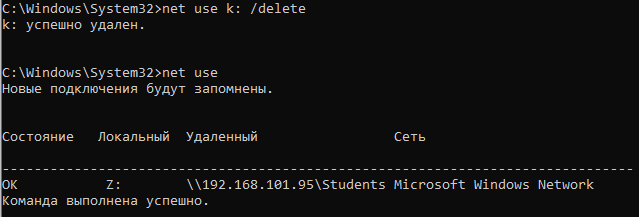 C:\Windows\System32>net use k: /delete
k: успешно удален.
C:\Windows\System32>net use
Новые подключения будут запомнены.
Состояние   Локальный  Удаленный                 Сеть
-------------------------------------------------------------------------------
OK           Z:        \\192.168.101.95\Students Microsoft Windows Network
Команда выполнена успешно.